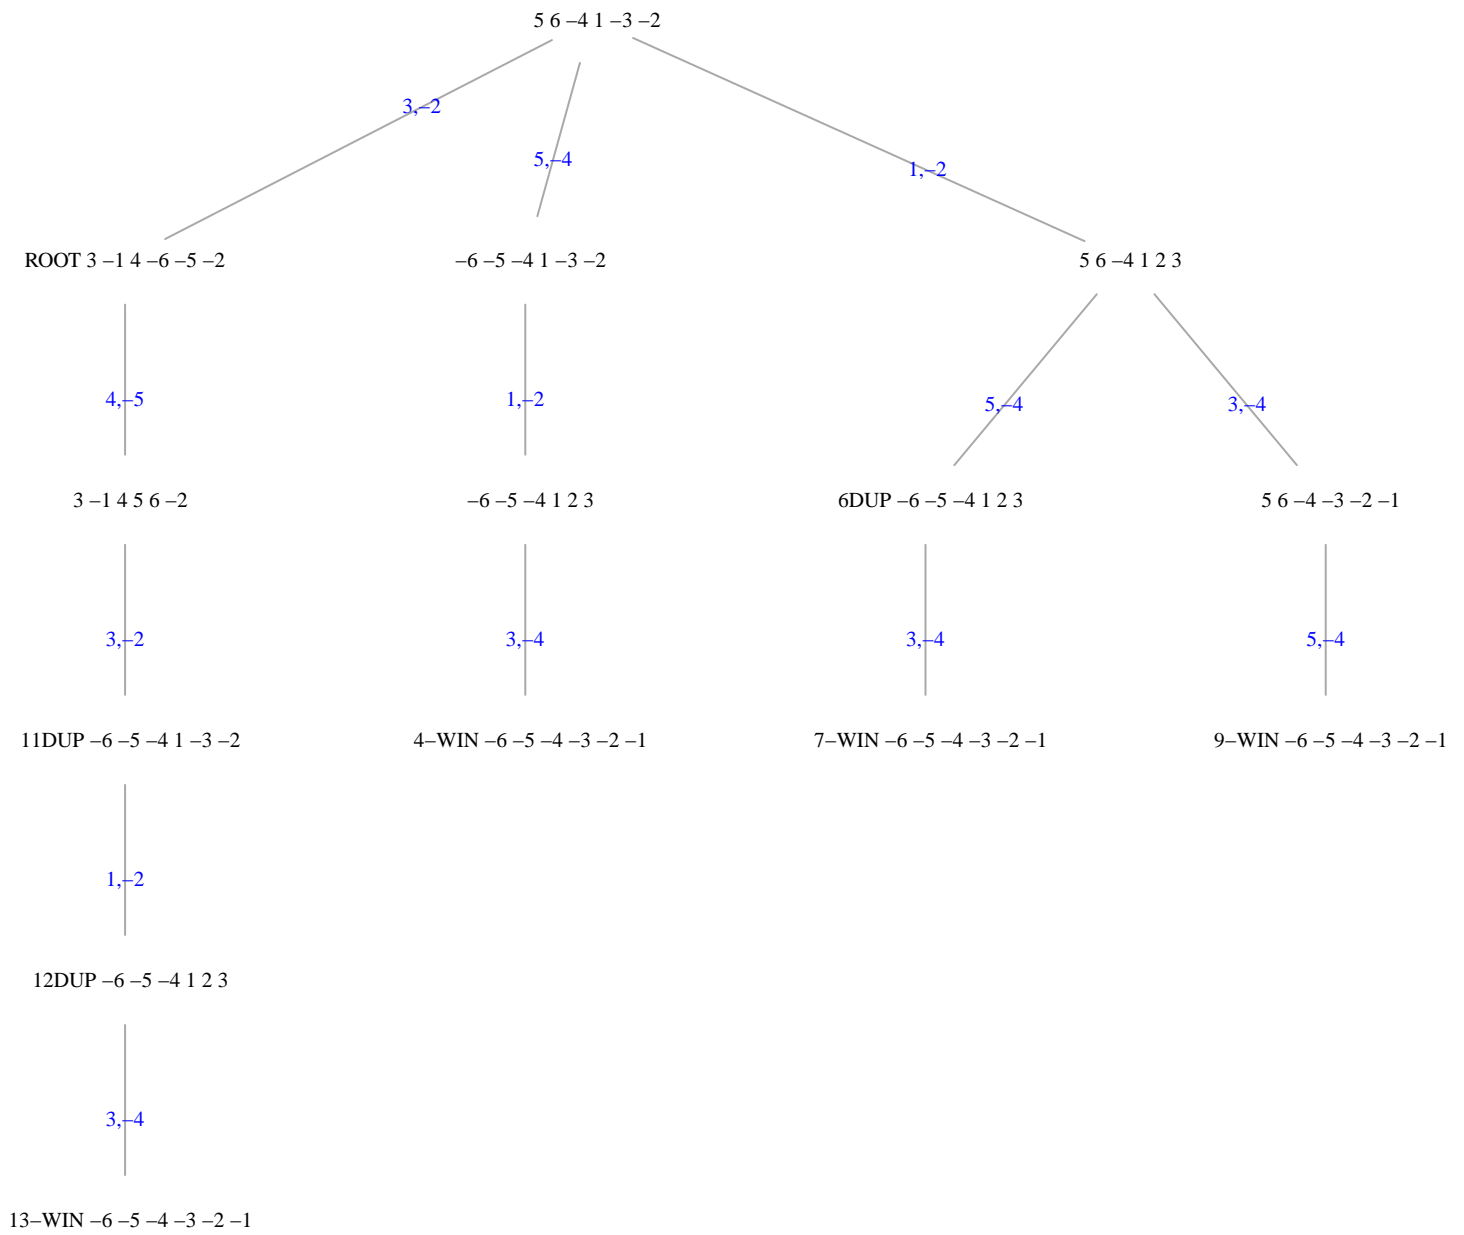 5 6 –4 1 –3 –2
3,–2
5,–4
1,–2
ROOT 3 –1 4 –6 –5 –2
–6 –5 –4 1 –3 –2
5 6 –4 1 2 3
4,–5
1,–2
5,–4
3,–4
3 –1 4 5 6 –2
–6 –5 –4 1 2 3
6DUP –6 –5 –4 1 2 3
5 6 –4 –3 –2 –1
3,–2
3,–4
3,–4
5,–4
11DUP –6 –5 –4 1 –3 –2
4–WIN –6 –5 –4 –3 –2 –1
7–WIN –6 –5 –4 –3 –2 –1
9–WIN –6 –5 –4 –3 –2 –1
1,–2
12DUP –6 –5 –4 1 2 3
3,–4
13–WIN –6 –5 –4 –3 –2 –1